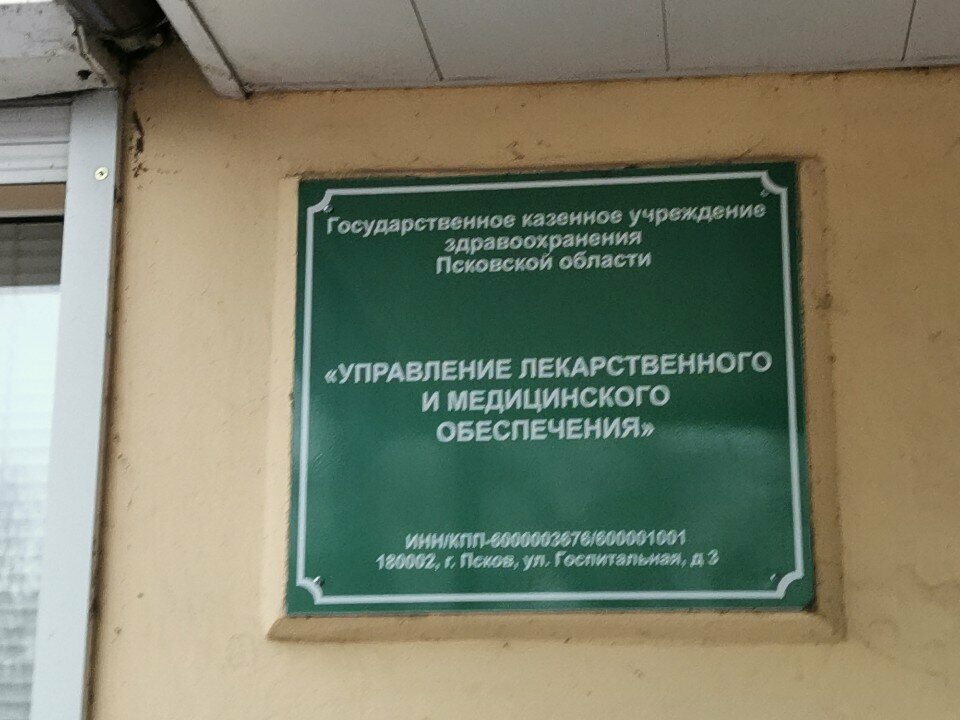 Государственное казенное учреждение
здравоохранения
Псковской области
«УПРАВЛЕНИЕ ЛЕКАРСТВЕННОГО
И МЕДИЦИНСКОГО
ОБЕСПЕЧЕНИЯ»
ИНН/КПП-6000003676/600001001
180002, г. Псков, ул. Госпитальная, д 3